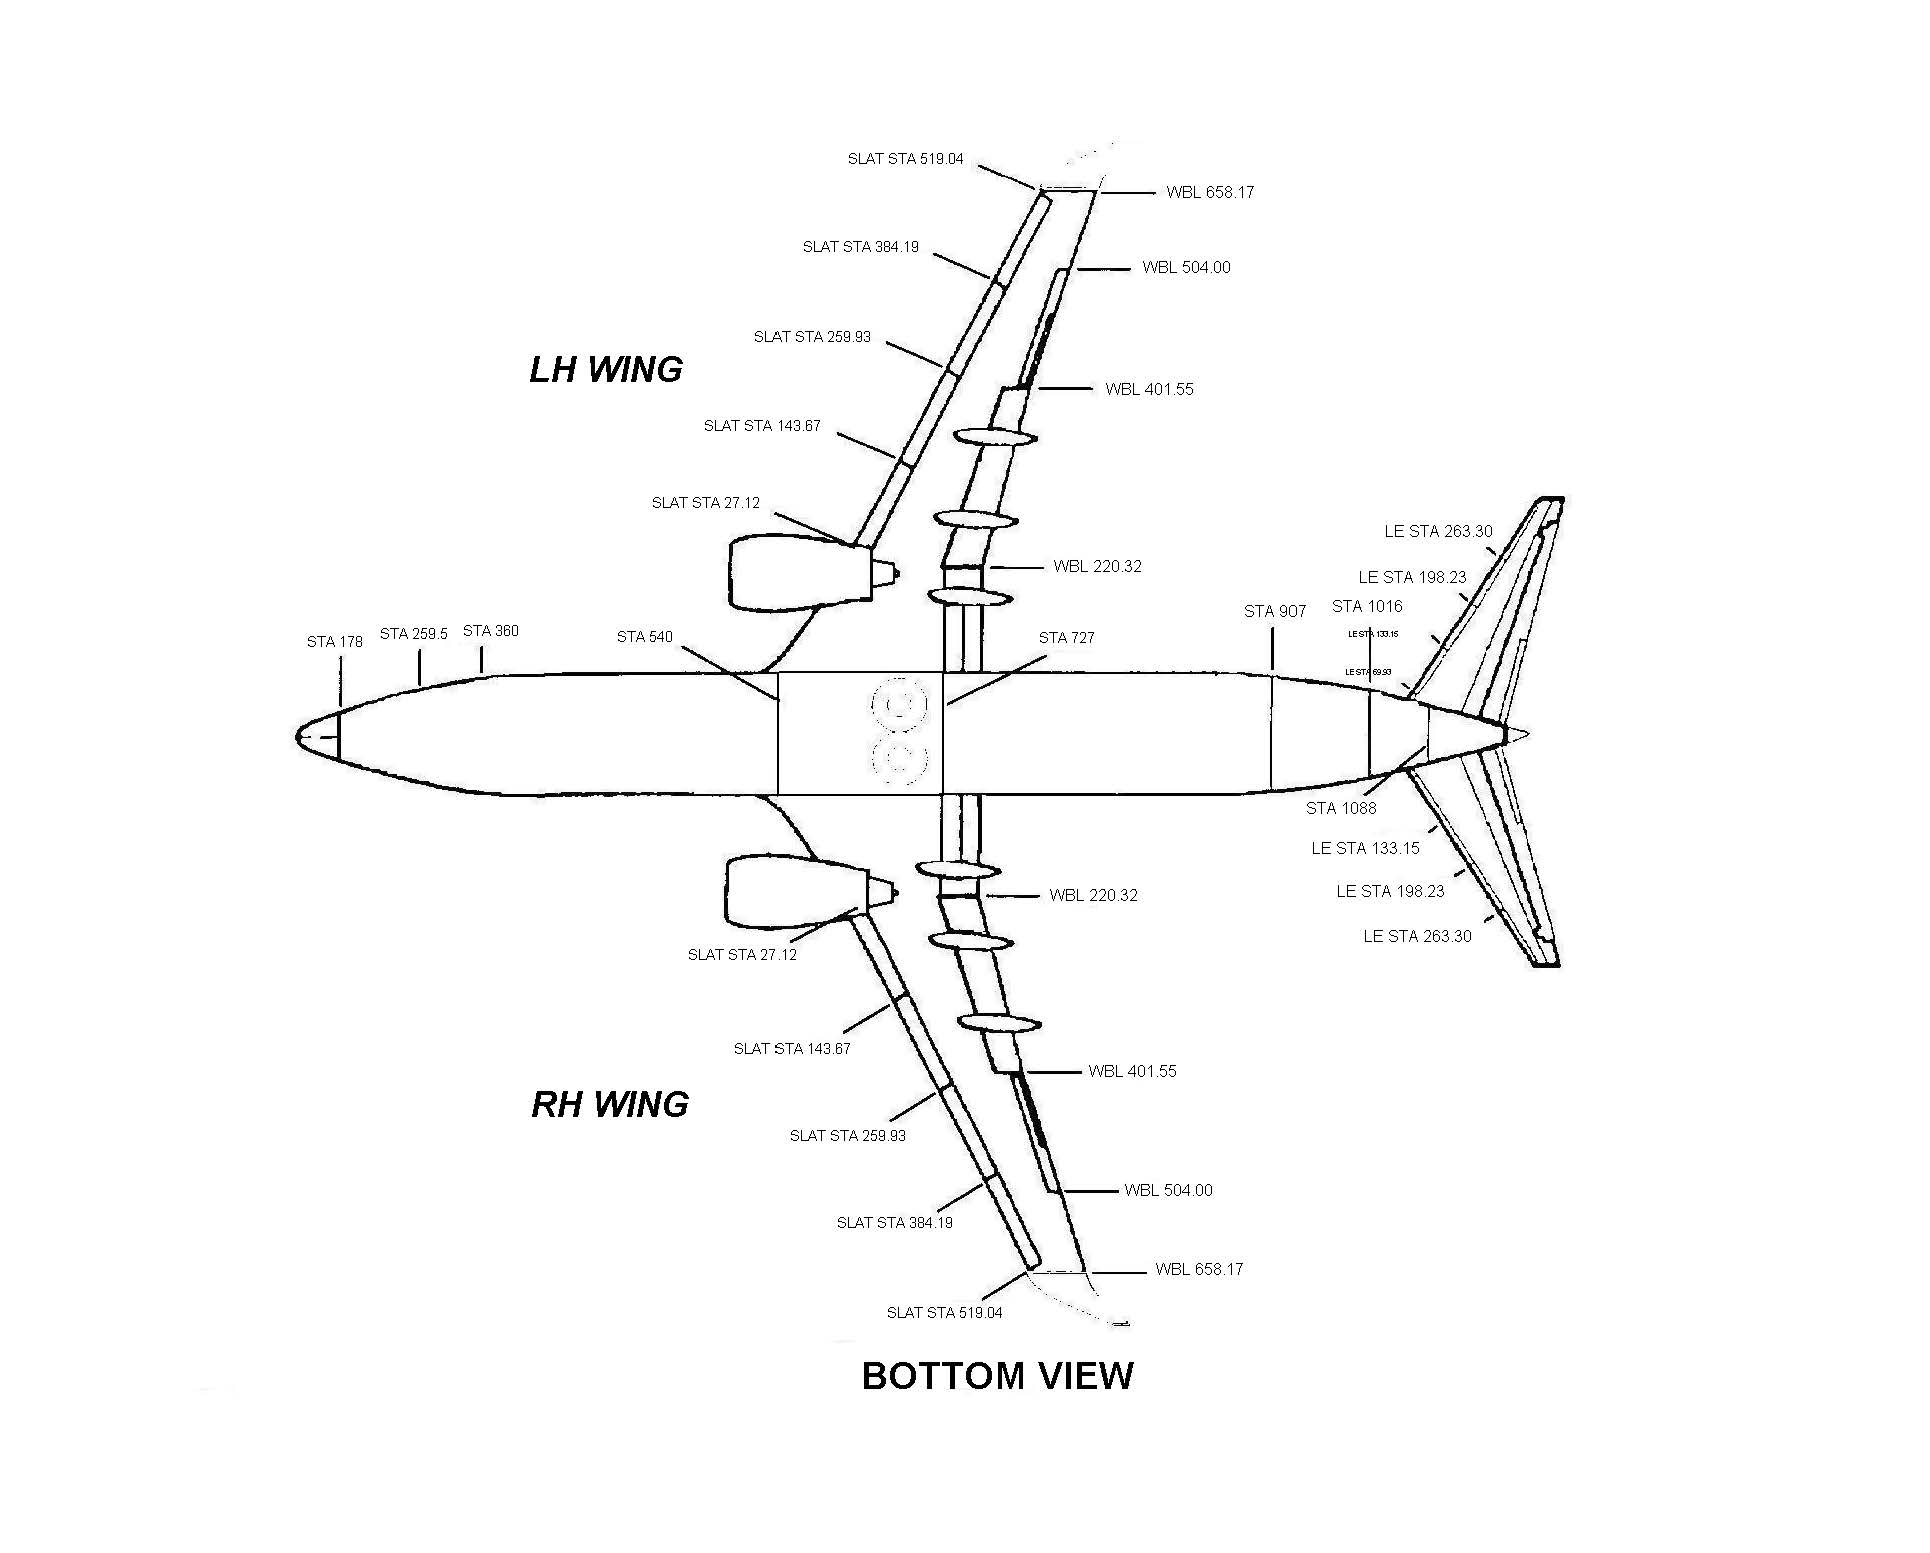 SLAT STA 519.04
WBL 658.17
SLAT STA 384.19
WBL 504.00
SLAT STA 259.93
LH WING
WBL 401.55
SLAT STA 143.67
SLAT STA 27.12
LE STA 263.30
WBL 220.32
LE STA 198.23
STA 907
STA 1016
STA 178
STA 259.5
STA 360
STA 540
STA 727
LE STA 133.15
LE STA 69.93
STA 1088
LE STA 133.15
WBL 220.32
LE STA 198.23
LE STA 263.30
SLAT STA 27.12
SLAT STA 143.67
WBL 401.55
RH WING
SLAT STA 259.93
WBL 504.00
SLAT STA 384.19
WBL 658.17
SLAT STA 519.04
BOTTOM VIEW